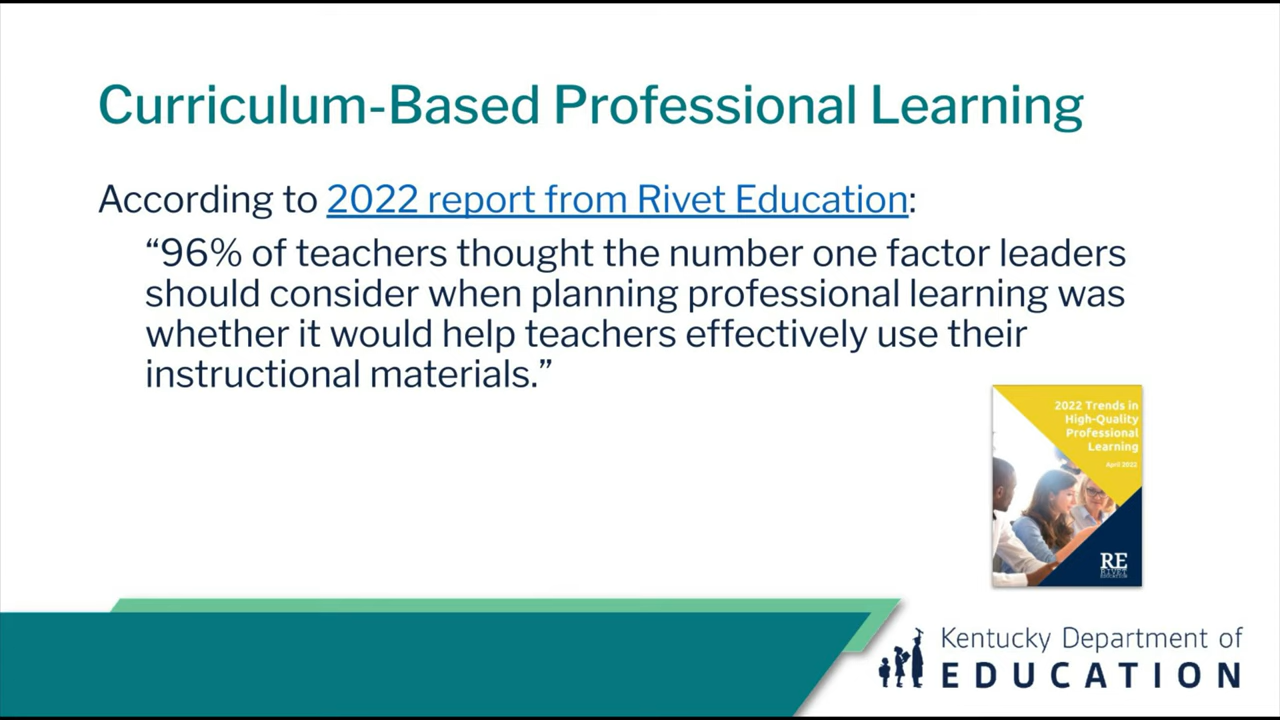 Curriculum-Based Professional Learning
According to 2022 report from Rivet Education:
“96% of teachers thought the number one factor leaders
should consider when planning professional learning was
whether it would help teachers effectively use their
instructional materials.”
2022 Trends in
High-Quality
Professional
Learning
April 2022
RE
RIVET
EDUCATION
Kentucky Department of
EDUCATION